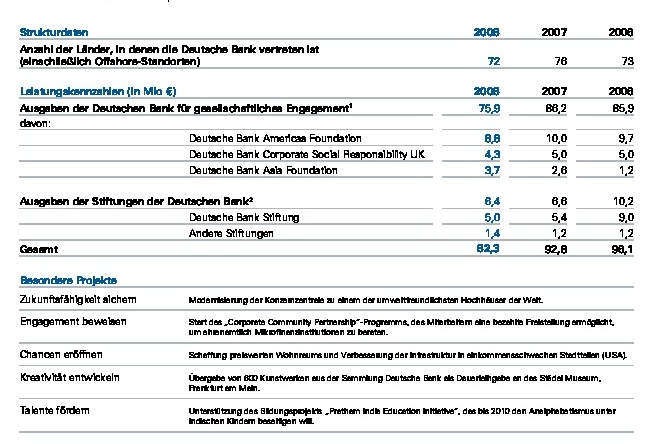 Strukturdaten 2008 2007 2006
Anzahl der Länder, in denen die Deutsche Bank vertreten ist
(einschließlich Offshore-Standorten) 72 76 73
Leistungskennzahlen (in Mio €) 2008 2007 2006
Ausgaben der Deutschen Bank für gesellschaftliches Engagement¹ 75,9 86,2 85,9
davon:
Deutsche Bank Americas Foundation 8,8 10,0 9,7
Deutsche Bank Corporate Social Responsibility UK 4,3 5,0 5,0
Deutsche Bank Asia Foundation 3,7 2,6 1,2
Ausgaben der Stiftungen der Deutschen Bank² 6,4 6,6 10,2
Deutsche Bank Stiftung 5,0 5,4 9,0
Andere Stiftungen 1,4 1,2 1,2
Gesamt 82,3 92,8 96,1
Besondere Projekte
Zukunftsfähigkeit sichern Modernisierung der Konzernzentrale zu einem der umweltfreundlichsten Hochhäuser der Welt.
Engagement beweisen Start des „Corporate Community Partnership“-Programms, das Mitarbeitern eine bezahlte Freistellung ermöglicht,
um ehrenamtlich Mikrofinanzinstitutionen zu beraten.
Chancen eröffnen Schaffung preiswerten Wohnraums und Verbesserung der Infrastruktur in einkommensschwachen Stadtteilen (USA).
Kreativität entwickeln Übergabe von 600 Kunstwerken aus der Sammlung Deutsche Bank als Dauerleihgabe an das Städel Museum,
Frankfurt am Main.
Talente fördern Unterstützung des Bildungsprojekts „Pratham India Education Initiative“, das bis 2010 den Analphabetismus unter
indischen Kindern beseitigen will.